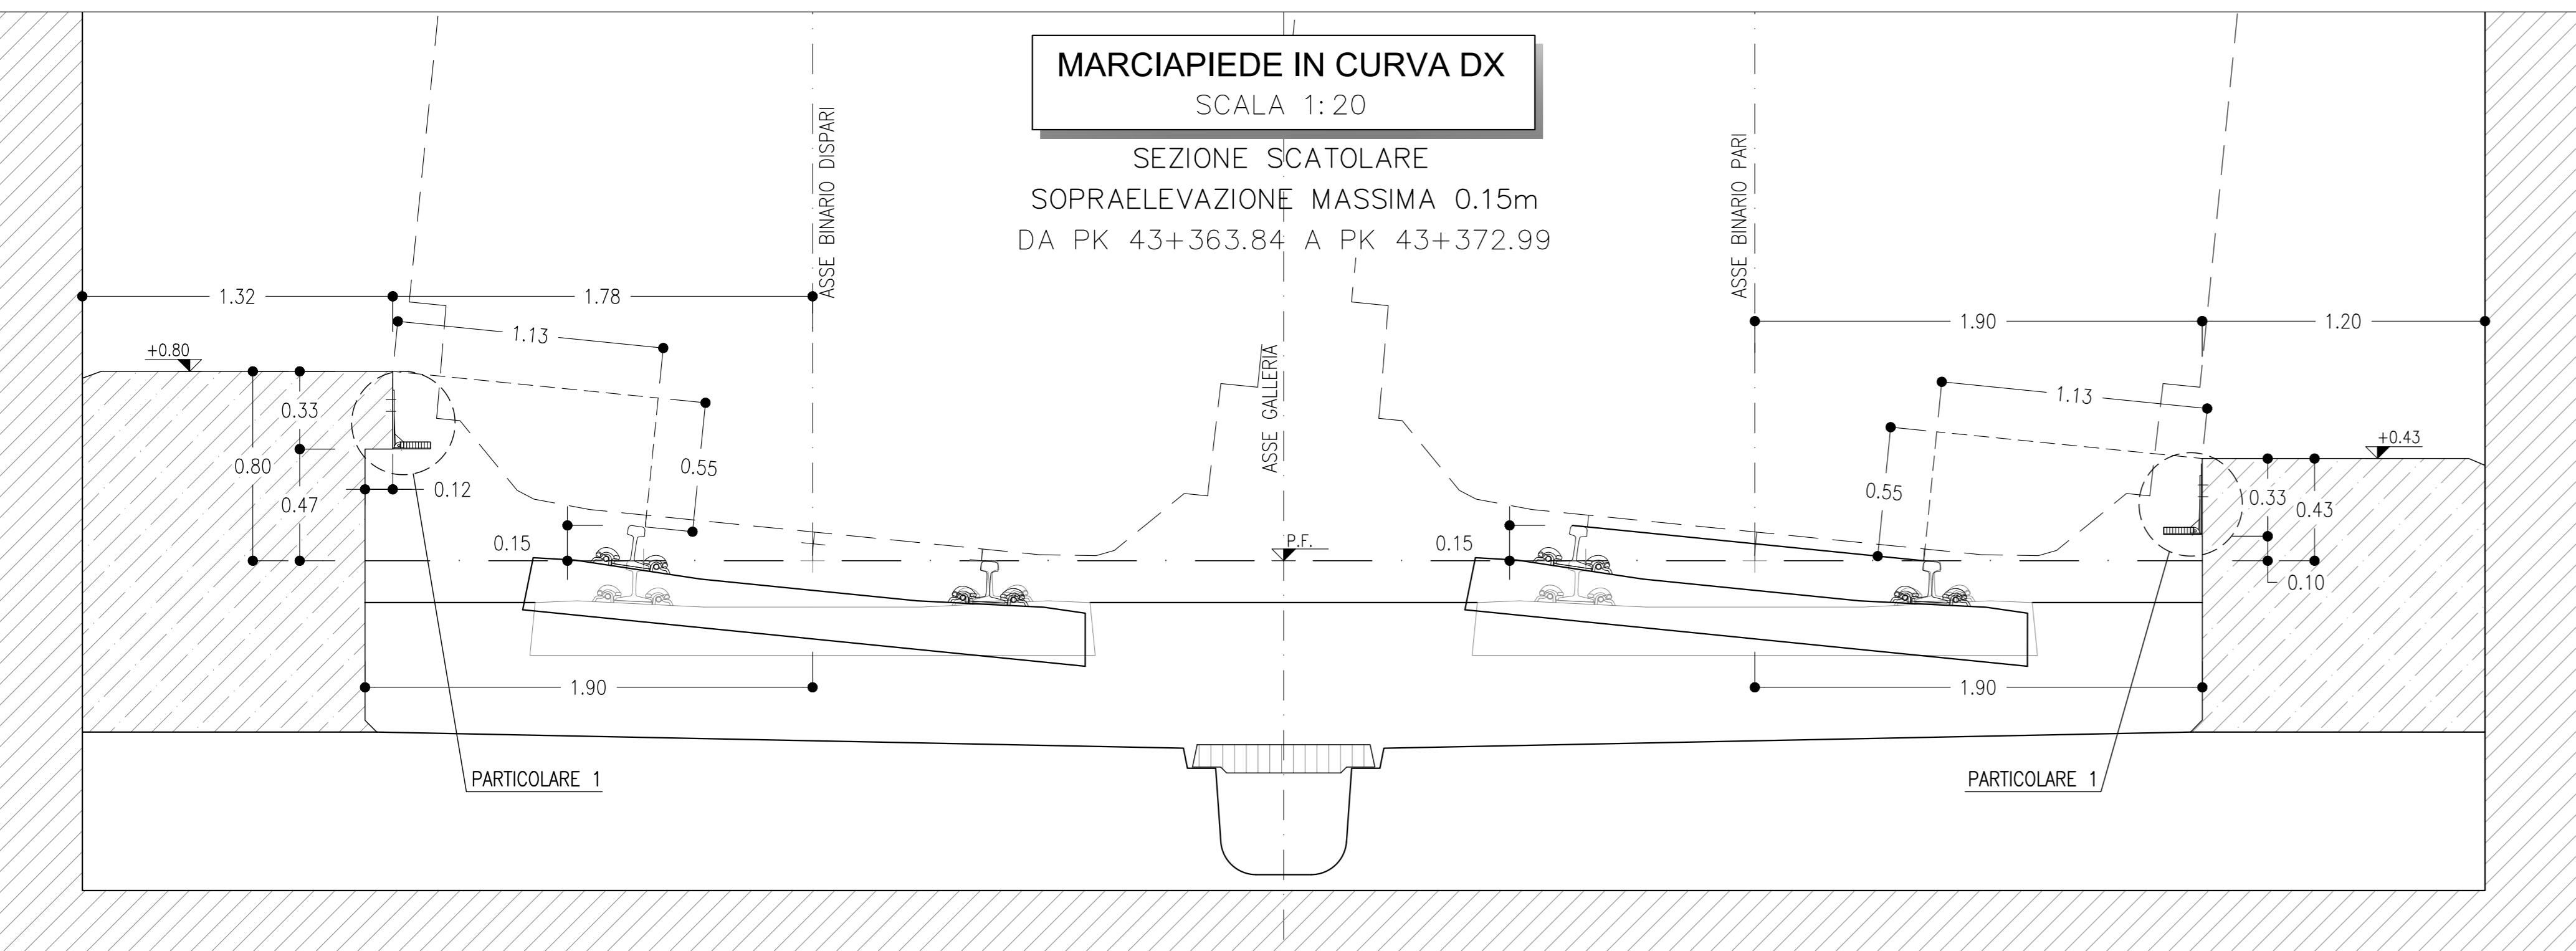 MARCIAPIEDE IN CURVA DX
SCALA 1:20
SEZIONE SCATOLARE
SOPRAELEVAZIONE MASSIMA 0.15m
DA PK 43+363.84 A PK 43+372.99
ASSE BINARIO DISPARI
ASSE GALLERIA
ASSE BINARIO PARI
1.32
1.78
1.90
1.20
1.13
1.13
+0.80
+0.43
0.33
0.80
0.47
0.12
0.55
0.55
0.33
0.43
0.10
0.15
0.15
P.F.
1.90
1.90
PARTICOLARE 1
PARTICOLARE 1